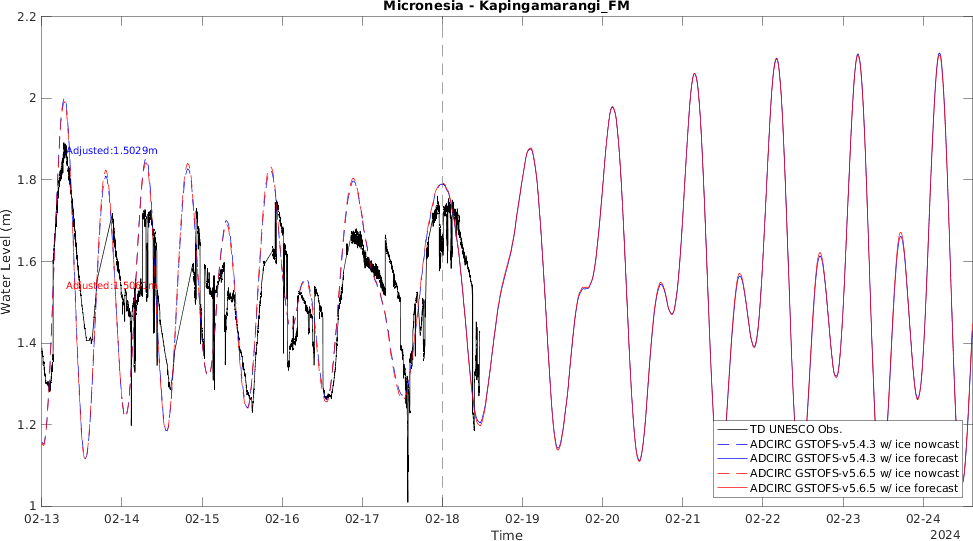 Micronesia - Kapingamarangi_FM
Water Level (m)
2.2
2
1.8
1.6
1.4
1.2
1
Adjusted:1.5029m
02-13
02-14
02-15
02-16
02-17
02-18
02-19
02-20
02-21
02-22
02-23
02-24
2024
Time
TD UNESCO Obs.
ADCIRC GSTOFS-v5.4.3 w/ ice nowcast
ADCIRC GSTOFS-v5.4.3 w/ ice forecast
ADCIRC GSTOFS-v5.6.5 w/ ice nowcast
ADCIRC GSTOFS-v5.6.5 w/ ice forecast